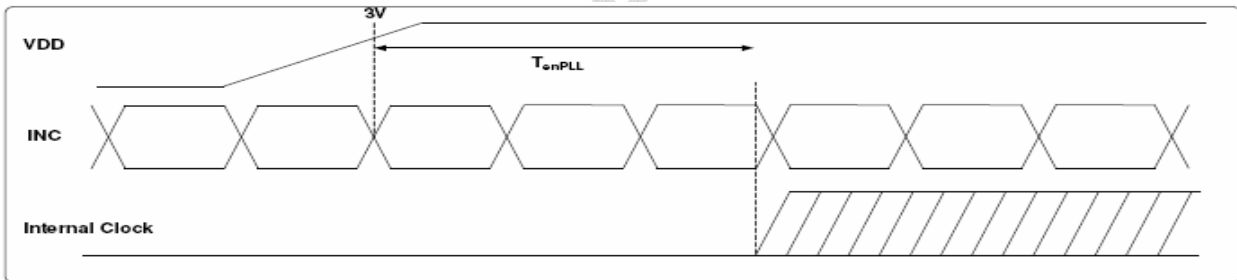 3V
VDD
TenPLL
INC
Internal Clock